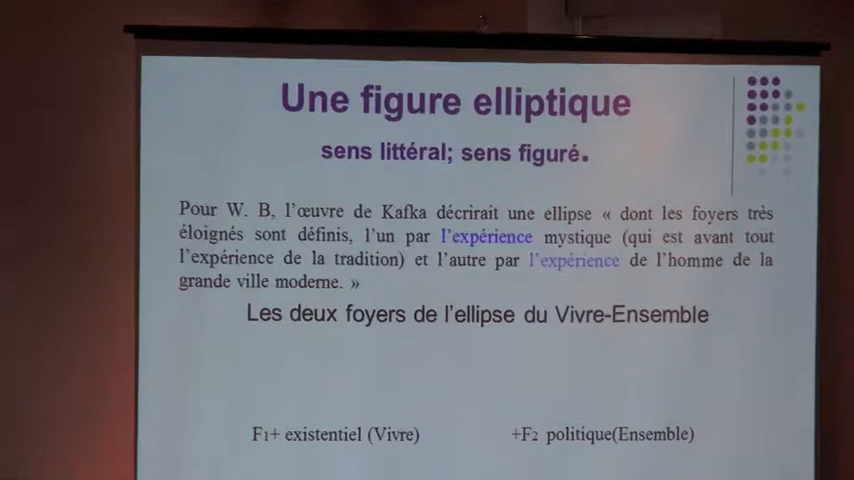 Une figure elliptique
sens littéral; sens figuré.
Pour W. B, l'œuvre de Kafka décrirait une ellipse « dont les foyers très
éloignés sont définis, l'un par l'expérience mystique (qui est avant tout
l'expérience de la tradition) et l'autre par l'expérience de l'homme de la
grande ville moderne. »
Les deux foyers de l'ellipse du Vivre-Ensemble
F1+ existentiel (Vivre) +F2 politique(Ensemble)